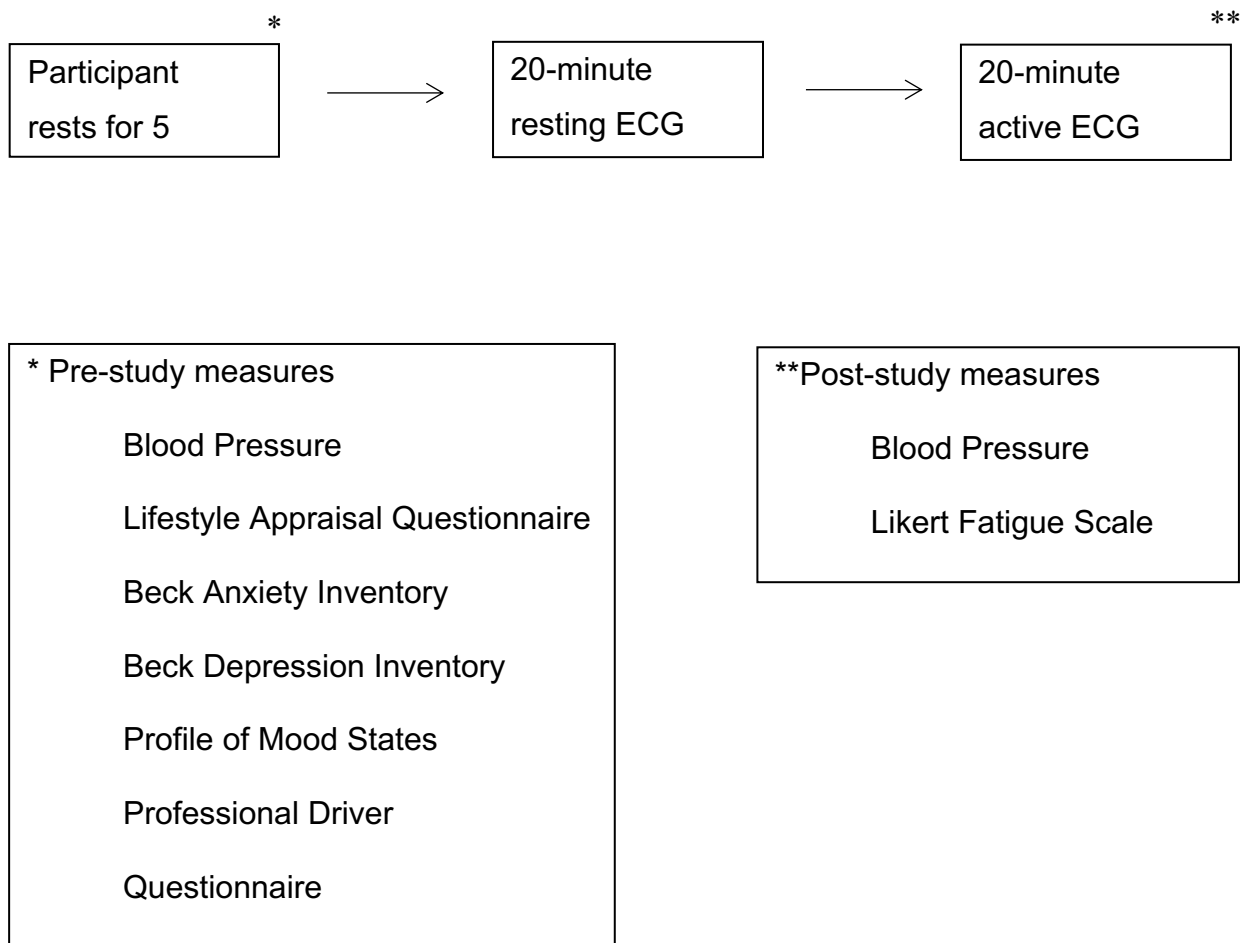 *
**
Participant
rests for 5
20-minute
resting ECG
20-minute
active ECG
* Pre-study measures
Blood Pressure
Lifestyle Appraisal Questionnaire
Beck Anxiety Inventory
Beck Depression Inventory
Profile of Mood States
Professional Driver
Questionnaire
**Post-study measures
Blood Pressure
Likert Fatigue Scale